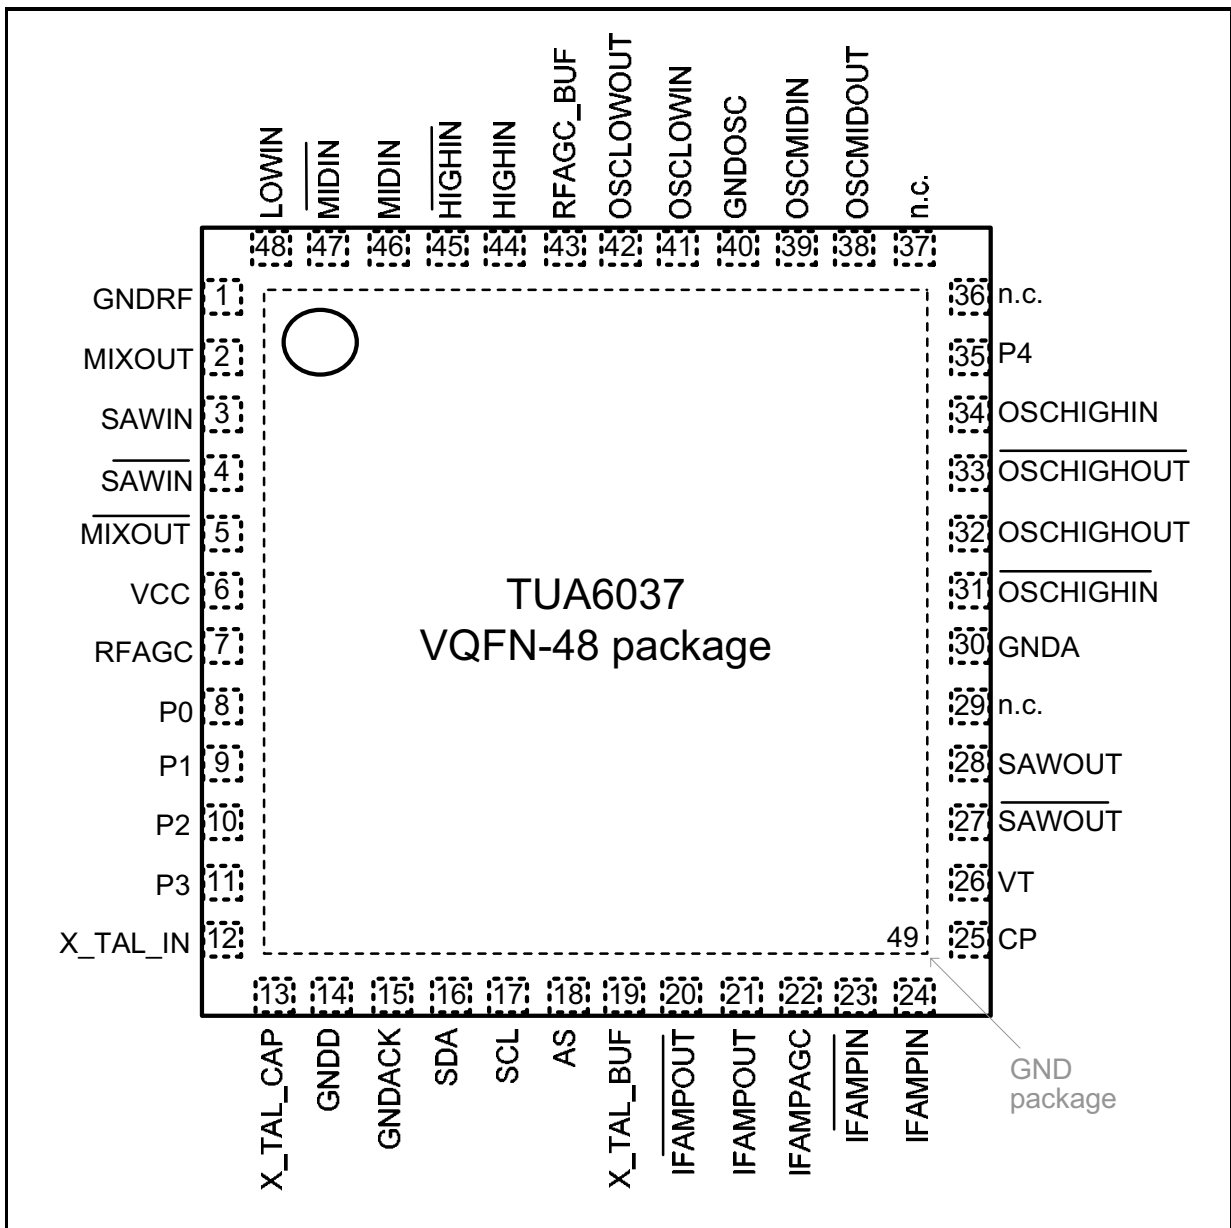 LOWIN
MIDIN
MIDIN
HIGHIN
HIGHIN
RFAGC_BUF
OSCLOWOUT
OSCLOWIN
GNDOSC
OSCMIDIN
OSCMIDOUT
n.c.
48 47 46 45 44 43 42 41 40 39 38 37
GNDRF 1
MIXOUT 2
SAWIN 3
SAWIN 4
MIXOUT 5
VCC 6
RFAGC 7
P0 8
P1 9
P2 10
P3 11
X_TAL_IN 12
TUA6037
VQFN-48 package
49
36 n.c.
35 P4
34 OSCHIGHIN
33 OSCHIGHOUT
32 OSCHIGHOUT
31 OSCHIGHIN
30 GNDA
29 n.c.
28 SAWOUT
27 SAWOUT
26 VT
25 CP
13 14 15 16 17 18 19 20 21 22 23 24
X_TAL_CAP
GNDD
GNDACK
SDA
SCL
AS
X_TAL_BUF
IFAMPOUT
IFAMPOUT
IFAMPAGC
IFAMPIN
IFAMPIN
GND
package